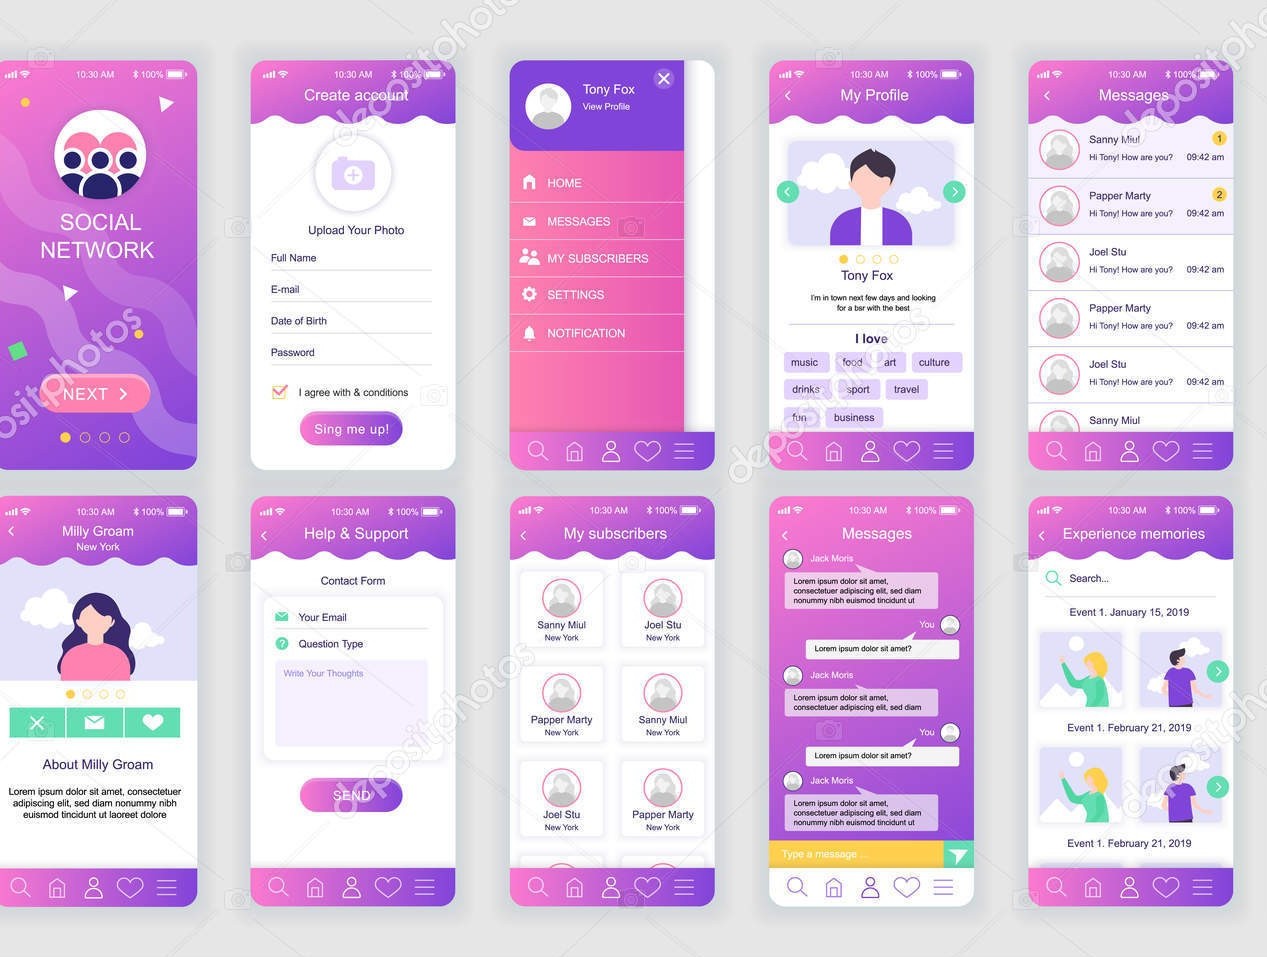 10:30 AM
100%
SOCIAL
NETWORK
NEXT
10:30 AM
100%
Create account
Upload Your Photo
Full Name
E-mail
Date of Birth
Password
I agree with & conditions
Sing me up!
Tony Fox
View Profile
HOME
MESSAGES
MY SUBSCRIBERS
SETTINGS
NOTIFICATION
10:30 AM
100%
My Profile
Tony Fox
I'm in town next few days and looking
for a bsr with the best
I love
music food art culture
drinks sport travel
fun business
10:30 AM
100%
Messages
Sanny Miul
1
Hi Tony! How are you? 09:42 am
Papper Marty
2
Hi Tony! How are you? 09:42 am
Joel Stu
Hi Tony! How are you? 09:42 am
Papper Marty
Hi Tony! How are you? 09:42 am
Joel Stu
Hi Tony! How are you? 09:42 am
Sanny Miul
10:30 AM
100%
Milly Groam
New York
About Milly Groam
Lorem ipsum dolor sit amet, consectetuer
adipiscing elit, sed diam nonummy nibh
euismod tincidunt ut laoreet dolore
10:30 AM
100%
Help & Support
Contact Form
Your Email
? Question Type
Write Your Thoughts
SEND
10:30 AM
100%
My subscribers
Sanny Miul Joel Stu
New York New York
Papper Marty Sanny Miul
New York New York
Joel Stu Papper Marty
New York New York
10:30 AM
100%
Messages
Jack Moris
Lorem ipsum dolor sit amet,
consectetuer adipiscing elit, sed diam
nonummy nibh euismod tincidunt ut
You
Lorem ipsum dolor sit amet?
Jack Moris
Lorem ipsum dolor sit amet,
consectetuer adipiscing elit, sed diam
You
Lorem ipsum dolor sit amet?
Jack Moris
Lorem ipsum dolor sit amet,
consectetuer adipiscing elit, sed diam
nonummy nibh euismod tincidunt ut
Type a message ...
10:30 AM
100%
Experience memories
Search...
Event 1. January 15, 2019
Event 1. February 21, 2019
Event 1. February 21, 2019
depositphotos
depositphotos
depositphotos
depositphotos
depositphotos
depositphotos